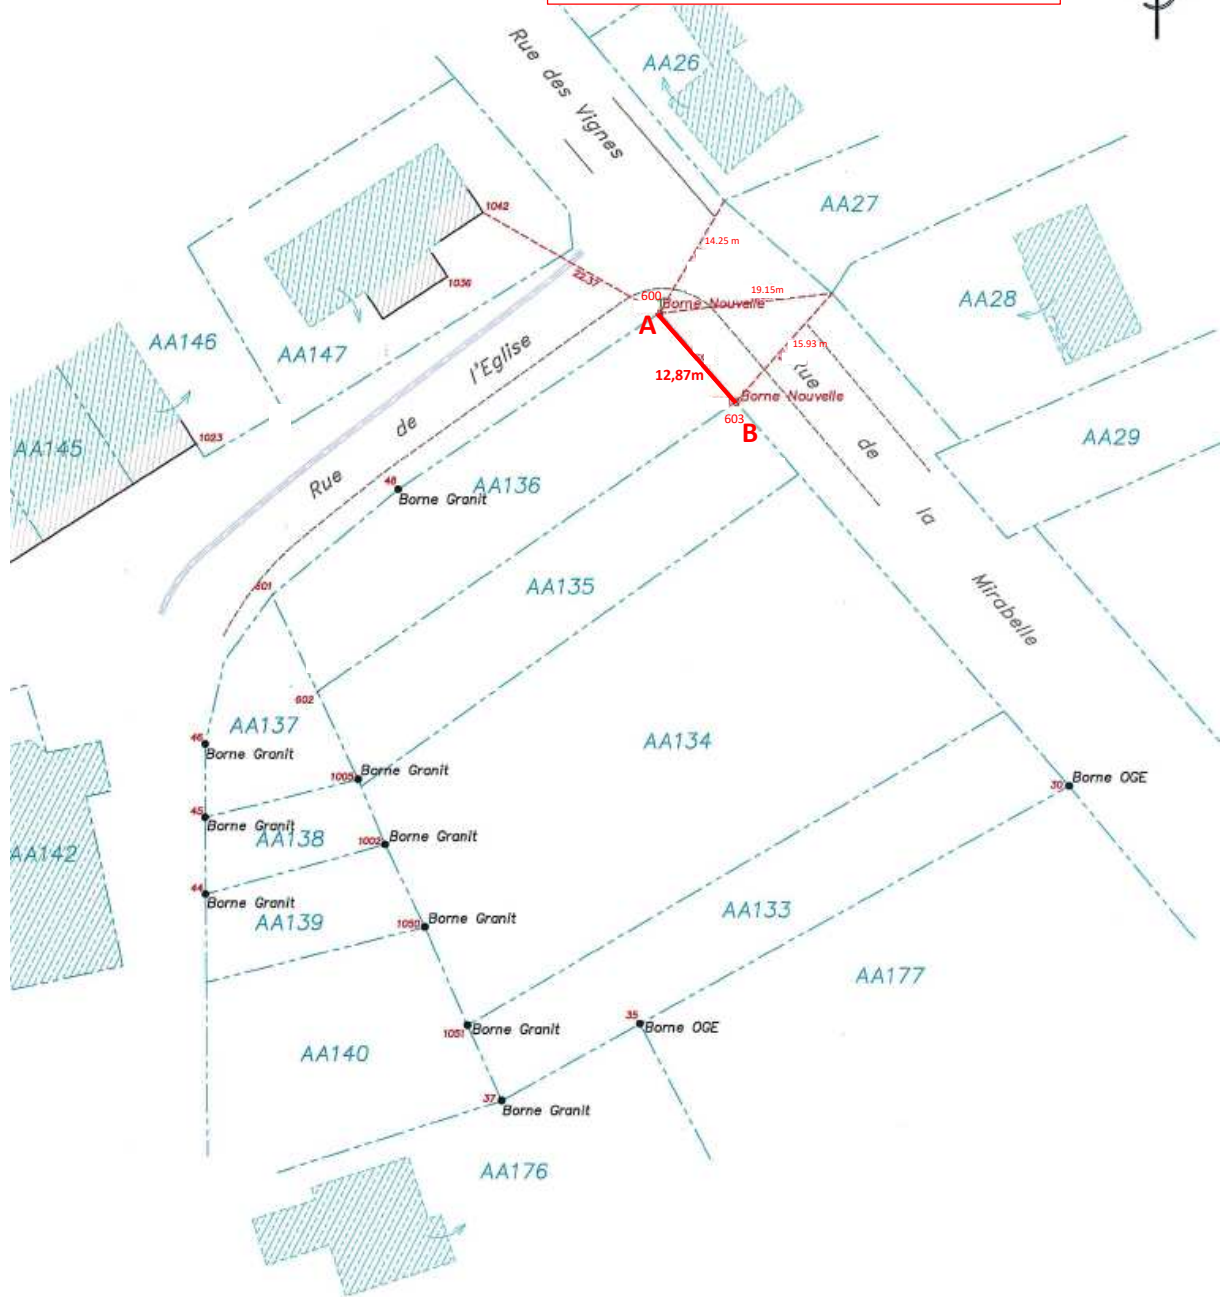 Rue des Vignes
AA26
AA27
1042
14.25 m
22.37
1036
600
Borne Nouvelle
19.15m
AA28
AA146
AA147
A
l'Eglise
12,87m
15.93 m
Rue
Borne Nouvelle
603
B
de
de
AA29
1023
AA145
Rue
48
Borne Granit
AA136
la
601
AA135
Mirabelle
602
AA137
AA134
46
Borne Granit
1005
Borne Granit
30
Borne OGE
45
Borne Granit
AA138
1002
Borne Granit
AA142
44
Borne Granit
AA139
1050
Borne Granit
AA133
AA177
1051
Borne Granit
35
Borne OGE
AA140
37
Borne Granit
AA176